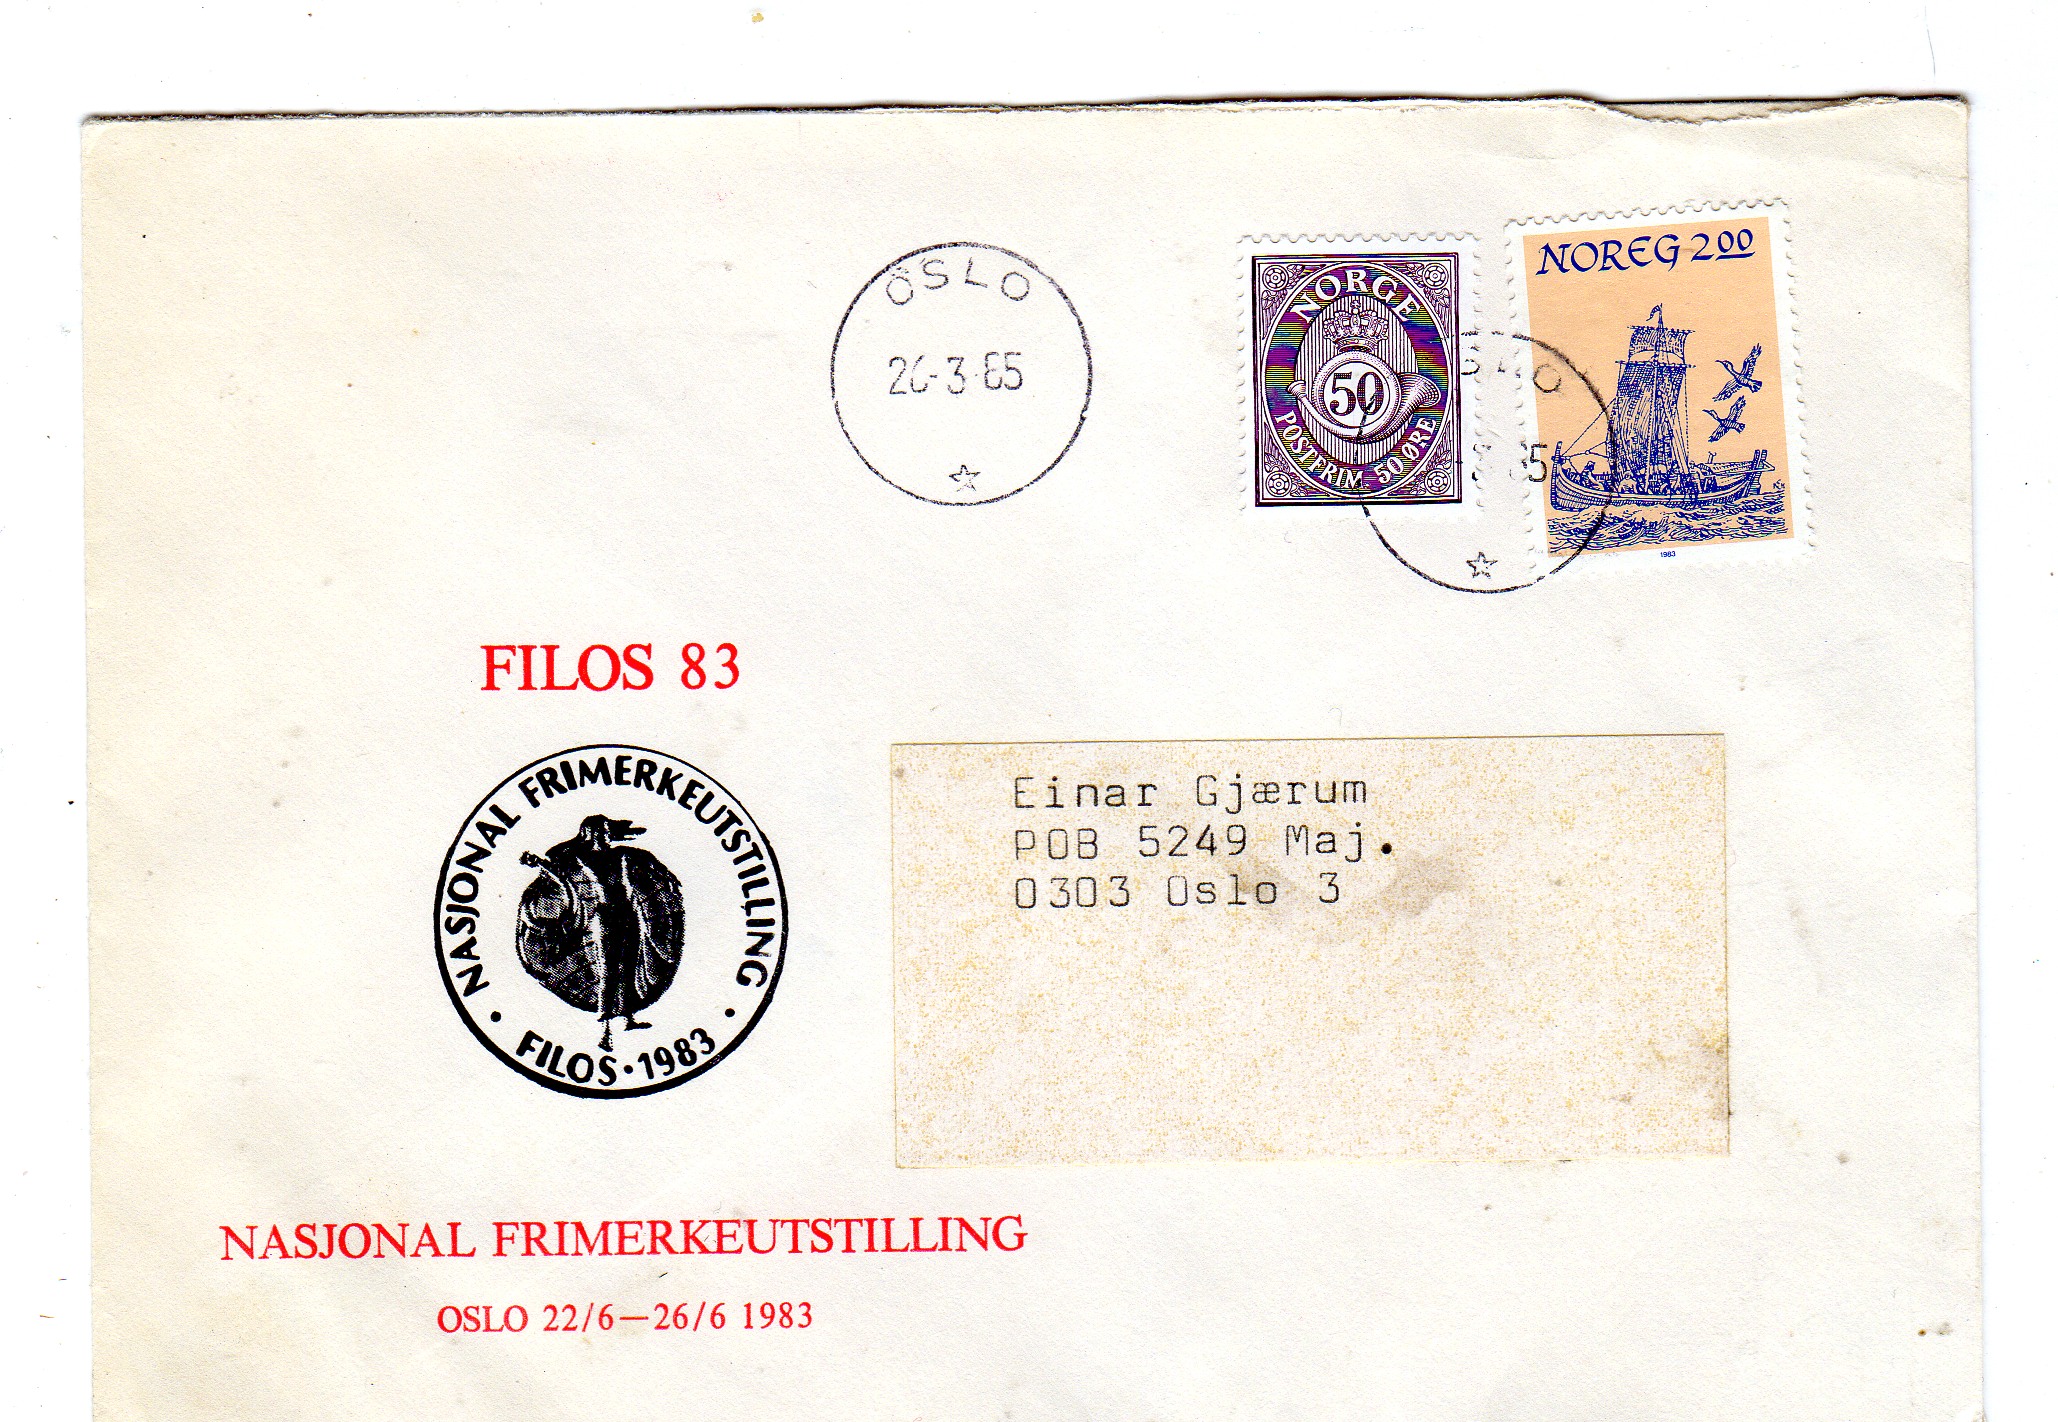 OSLO
26-3-85
NORGE
50
POSTFRIM. 50 ØRE
NOREG 2.00
1983
FILOS 83
NASJONAL FRIMERKEUTSTILLING
FILOS·1983
Einar Gjærum
POB 5249 Maj.
0303 Oslo 3
NASJONAL FRIMERKEUTSTILLING
OSLO 22/6—26/6 1983